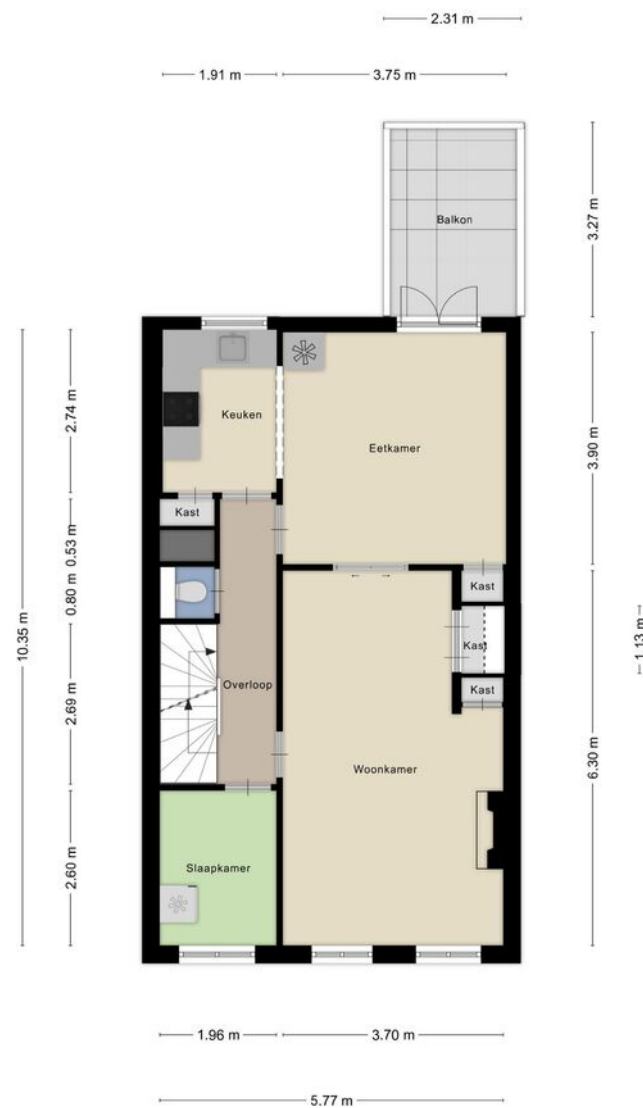 2.31 m
1.91 m
3.75 m
Balkon
3.27 m
Keuken
Eetkamer
2.74 m
3.90 m
Kast
0.53 m
Kast
0.80 m
Kast
10.35 m
1.13 m
Overloop
Kast
2.69 m
Woonkamer
6.30 m
Slaapkamer
2.60 m
1.96 m
3.70 m
5.77 m